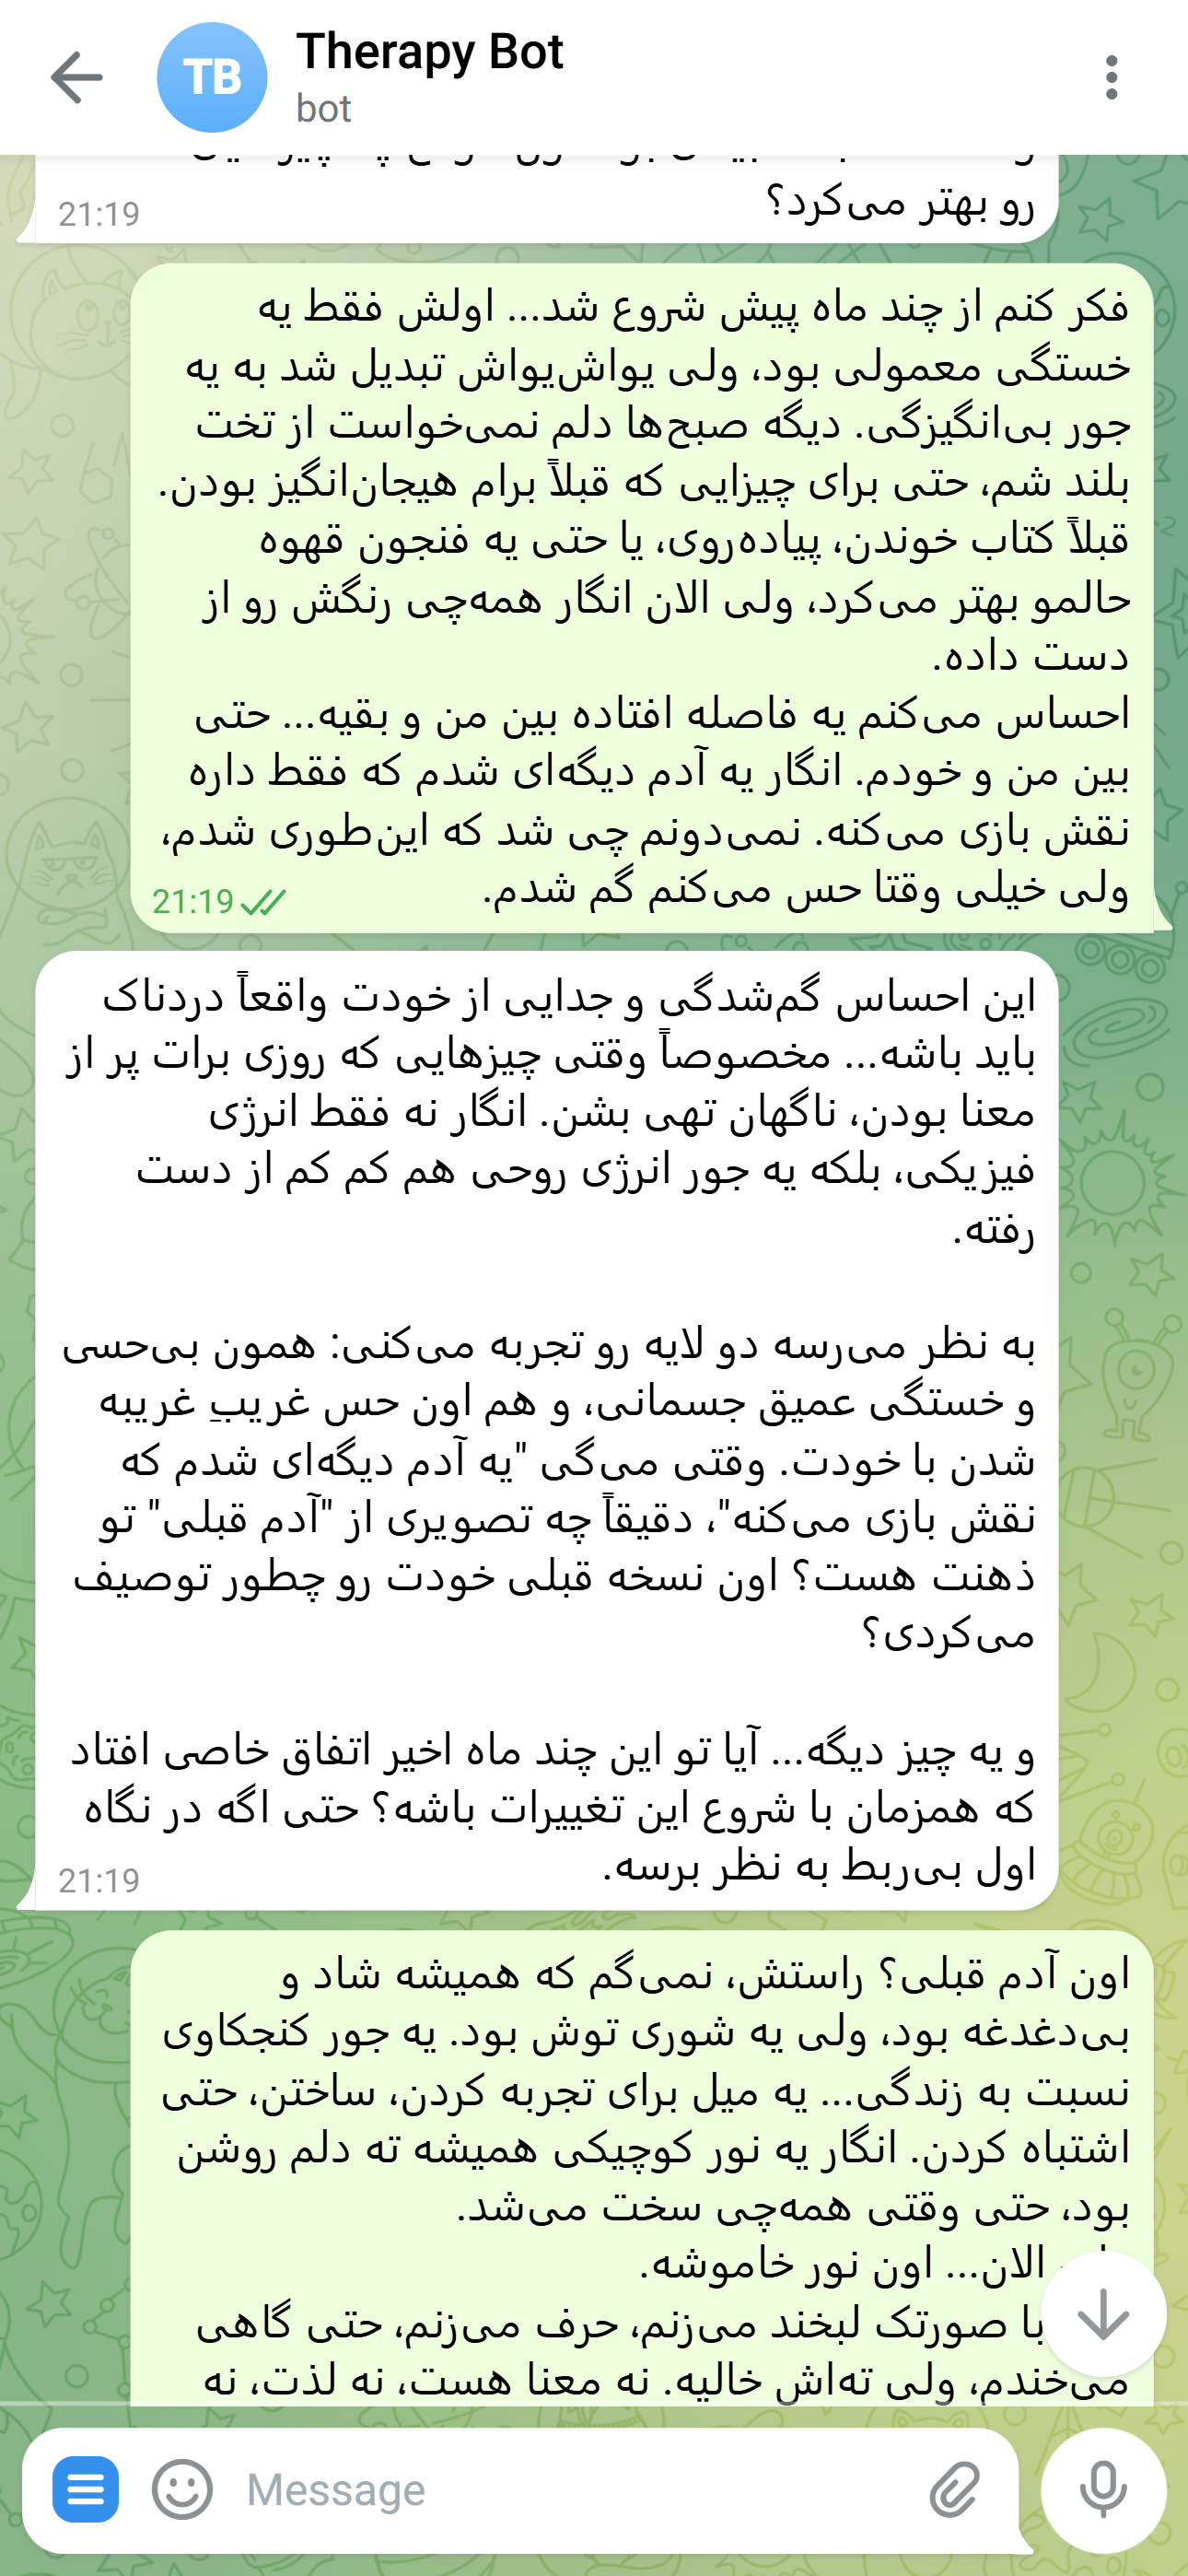 TB
Therapy Bot
bot
رو بهتر می‌کرد؟
21:19
فکر کنم از چند ماه پیش شروع شد... اولش فقط یه
خستگی معمولی بود، ولی یواش‌یواش تبدیل شد به یه
جور بی‌انگیزگی. دیگه صبح‌ها دلم نمی‌خواست از تخت
بلند شم، حتی برای چیزایی که قبلاً برام هیجان‌انگیز بودن.
قبلاً کتاب خوندن، پیاده‌روی، یا حتی یه فنجون قهوه
حالمو بهتر می‌کرد، ولی الان انگار همه‌چی رنگش رو از
دست داده.
احساس می‌کنم یه فاصله افتاده بین من و بقیه... حتی
بین من و خودم. انگار یه آدم دیگه‌ای شدم که فقط داره
نقش بازی می‌کنه. نمی‌دونم چی شد که این‌طوری شدم،
ولی خیلی وقتا حس می‌کنم گم شدم.
21:19
این احساس گم‌شدگی و جدایی از خودت واقعاً دردناک
باید باشه... مخصوصاً وقتی چیزهایی که روزی برات پر از
معنا بودن، ناگهان تهی بشن. انگار نه فقط انرژی
فیزیکی، بلکه یه جور انرژی روحی هم کم کم از دست
رفته.
به نظر می‌رسه دو لایه رو تجربه می‌کنی: همون بی‌حسی
و خستگی عمیق جسمانی، و هم اون حس غریبِ غریبه
شدن با خودت. وقتی می‌گی "یه آدم دیگه‌ای شدم که
نقش بازی می‌کنه"، دقیقاً چه تصویری از "آدم قبلی" تو
ذهنت هست؟ اون نسخه قبلی خودت رو چطور توصیف
می‌کردی؟
و یه چیز دیگه... آیا تو این چند ماه اخیر اتفاق خاصی افتاد
که همزمان با شروع این تغییرات باشه؟ حتی اگه در نگاه
اول بی‌ربط به نظر برسه.
21:19
اون آدم قبلی؟ راستش، نمی‌گم که همیشه شاد و
بی‌دغدغه بود، ولی یه شوری توش بود. یه جور کنجکاوی
نسبت به زندگی... یه میل برای تجربه کردن، ساختن، حتی
اشتباه کردن. انگار یه نور کوچیکی همیشه ته دلم روشن
بود، حتی وقتی همه‌چی سخت می‌شد.
الان... اون نور خاموشه.
با صورتک لبخند می‌زنم، حرف می‌زنم، حتی گاهی
می‌خندم، ولی ته‌اش خالیه. نه معنا هست، نه لذت، نه
Message